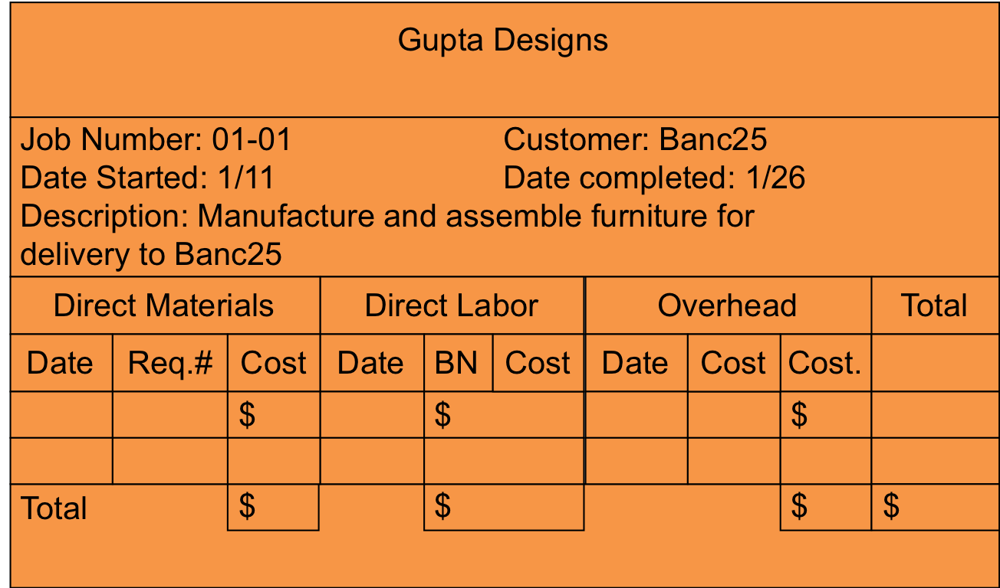 Gupta Designs
Job Number: 01-01 Customer: Banc25
Date Started: 1/11 Date completed: 1/26
Description: Manufacture and assemble furniture for
delivery to Banc25
Direct Materials Direct Labor Overhead Total
Date Req.# Cost Date BN Cost Date Cost Cost.
$ $ $
Total $ $ $ $